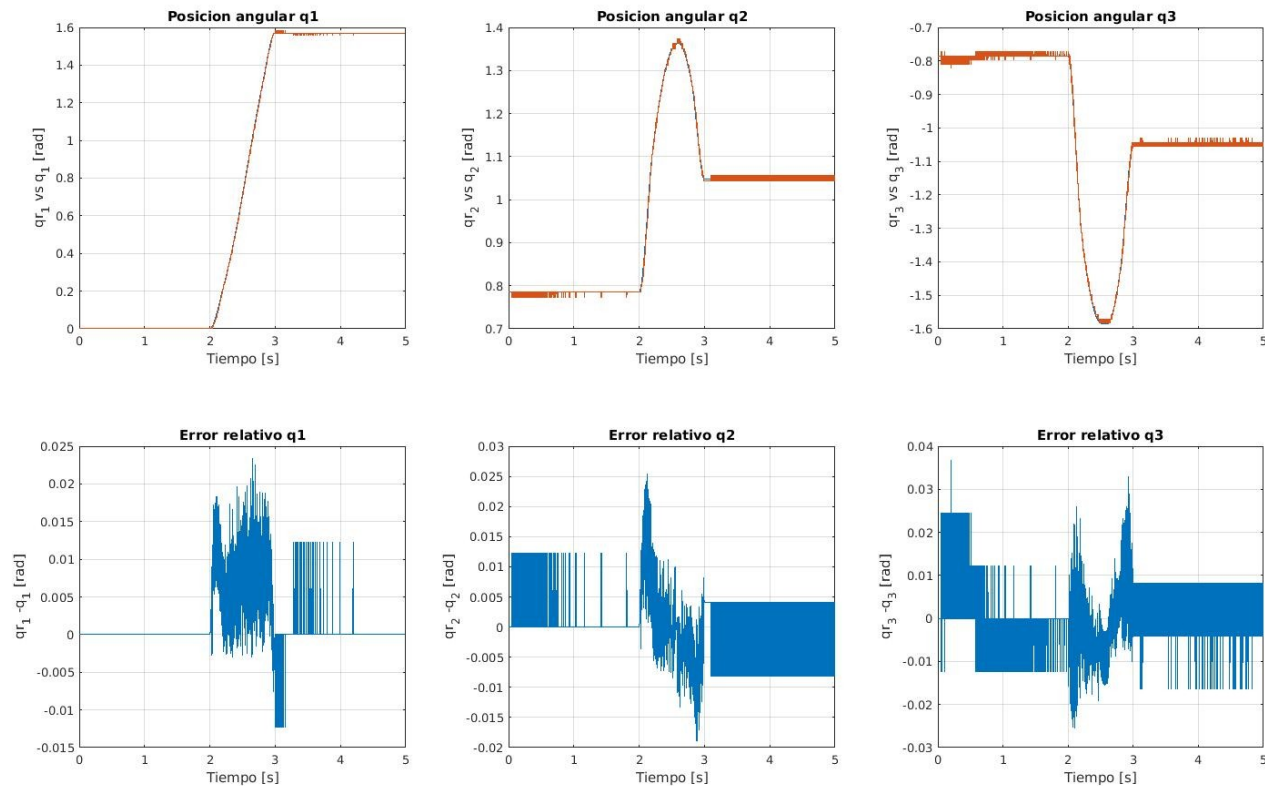 Posicion angular q1
qr1 vs q1 [rad]
1.6
1.4
1.2
1
0.8
0.6
0.4
0.2
0
0 1 2 3 4 5
Tiempo [s]
Posicion angular q2
qr2 vs q2 [rad]
1.4
1.3
1.2
1.1
1
0.9
0.8
0.7
0 1 2 3 4 5
Tiempo [s]
Posicion angular q3
qr3 vs q3 [rad]
-0.7
-0.8
-0.9
-1
-1.1
-1.2
-1.3
-1.4
-1.5
-1.6
0 1 2 3 4 5
Tiempo [s]
Error relativo q1
qr1 -q1 [rad]
0.025
0.02
0.015
0.01
0.005
0
-0.005
-0.01
-0.015
0 1 2 3 4 5
Tiempo [s]
Error relativo q2
qr2 -q2 [rad]
0.03
0.025
0.02
0.015
0.01
0.005
0
-0.005
-0.01
-0.015
-0.02
0 1 2 3 4 5
Tiempo [s]
Error relativo q3
qr3 -q3 [rad]
0.04
0.03
0.02
0.01
0
-0.01
-0.02
-0.03
0 1 2 3 4 5
Tiempo [s]